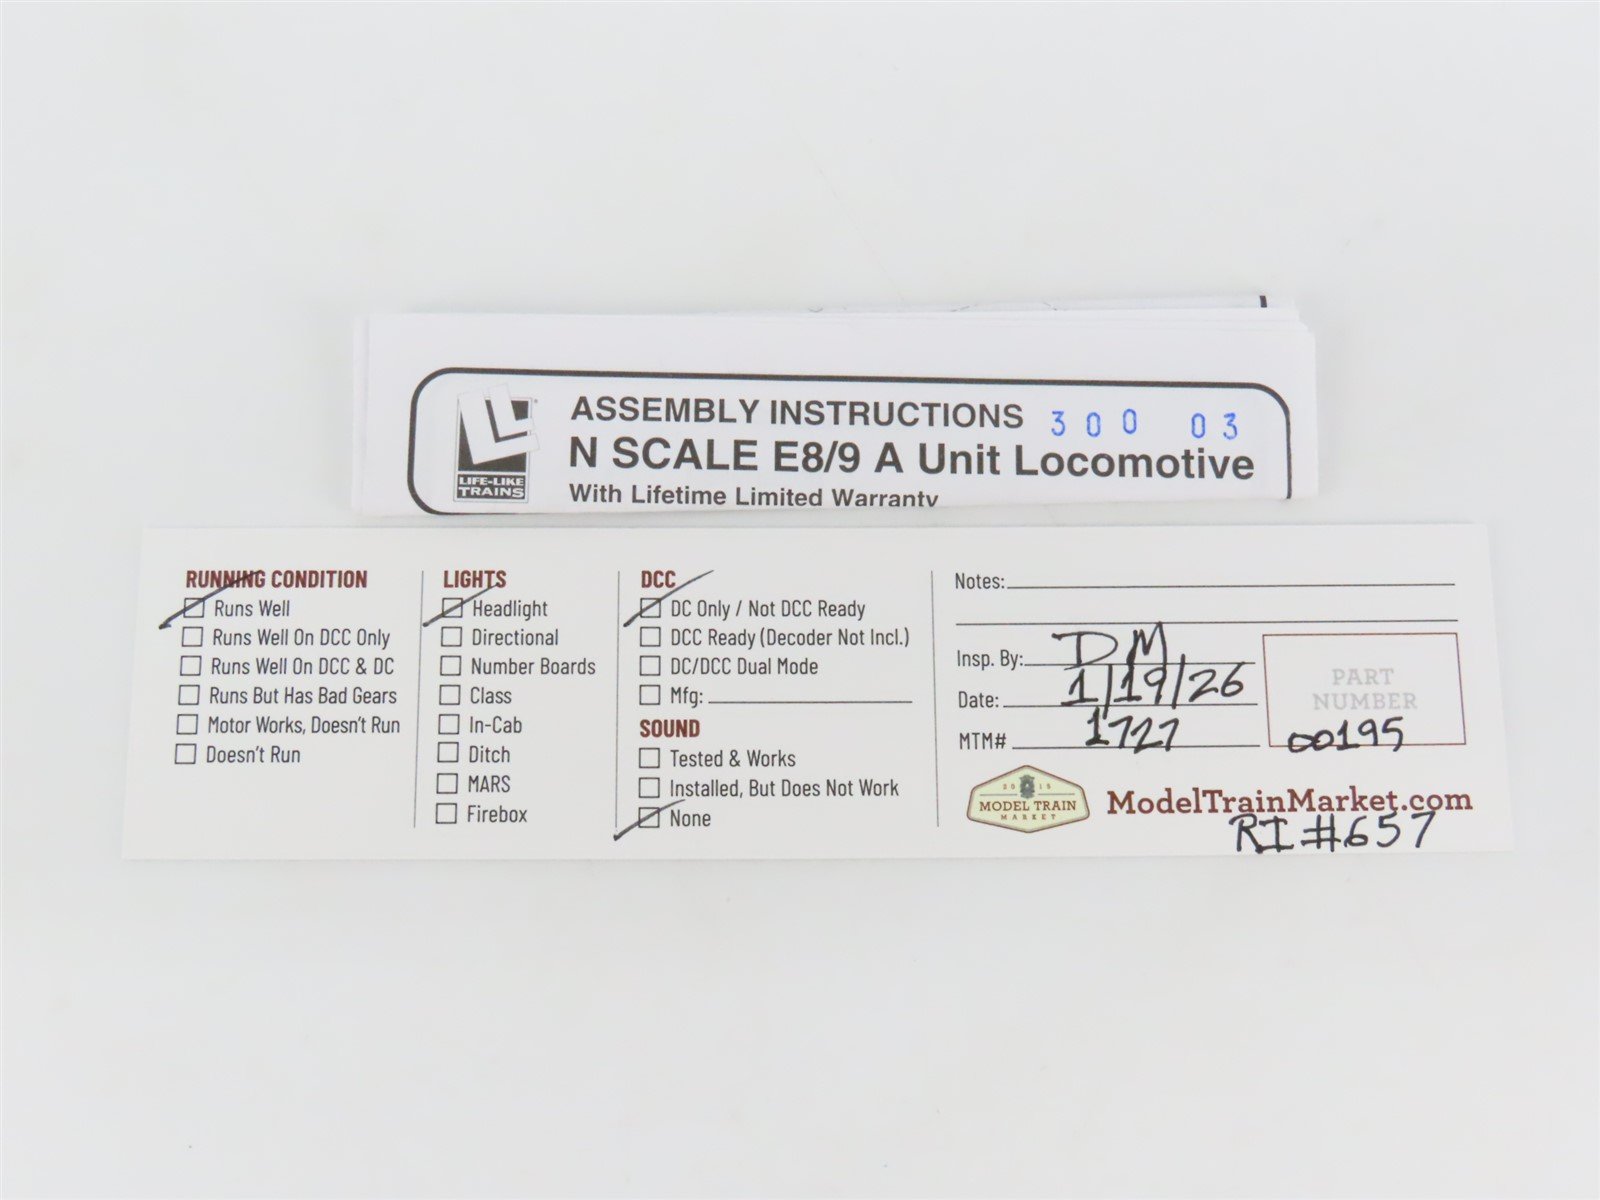 ASSEMBLY INSTRUCTIONS 300 03
N SCALE E8/9 A Unit Locomotive
With Lifetime Limited Warranty
LIFE-LIKE
TRAINS
RUNNING CONDITION
Runs Well
Runs Well On DCC Only
Runs Well On DCC & DC
Runs But Has Bad Gears
Motor Works, Doesn't Run
Doesn't Run
LIGHTS
Headlight
Directional
Number Boards
Class
In-Cab
Ditch
MARS
Firebox
DCC
DC Only / Not DCC Ready
DCC Ready (Decoder Not Incl.)
DC/DCC Dual Mode
Mfg:
SOUND
Tested & Works
Installed, But Does Not Work
None
Notes:
Insp. By: DM
Date: 1/19/26
MTM# 1727
PART
NUMBER
00195
2015
MODEL TRAIN
MARKET
ModelTrainMarket.com
RI #657